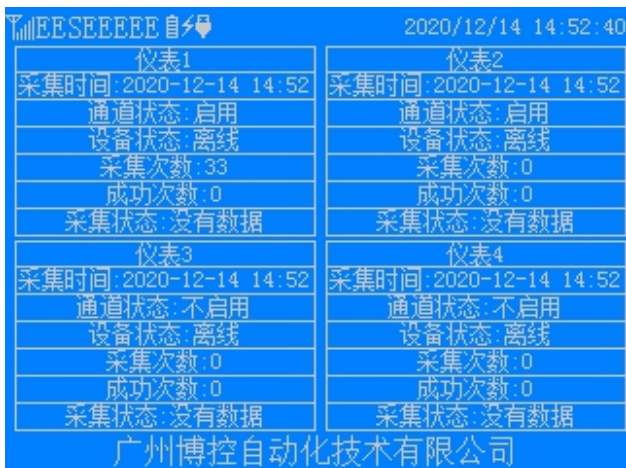 EESEEEEE 2020/12/14 14:52:40
仪表1
采集时间:2020-12-14 14:52
通道状态:启用
设备状态:离线
采集次数:33
成功次数:0
采集状态:没有数据
仪表2
采集时间:2020-12-14 14:52
通道状态:启用
设备状态:离线
采集次数:0
成功次数:0
采集状态:没有数据
仪表3
采集时间:2020-12-14 14:52
通道状态:不启用
设备状态:离线
采集次数:0
成功次数:0
采集状态:没有数据
仪表4
采集时间:2020-12-14 14:52
通道状态:不启用
设备状态:离线
采集次数:0
成功次数:0
采集状态:没有数据
广州博控自动化技术有限公司